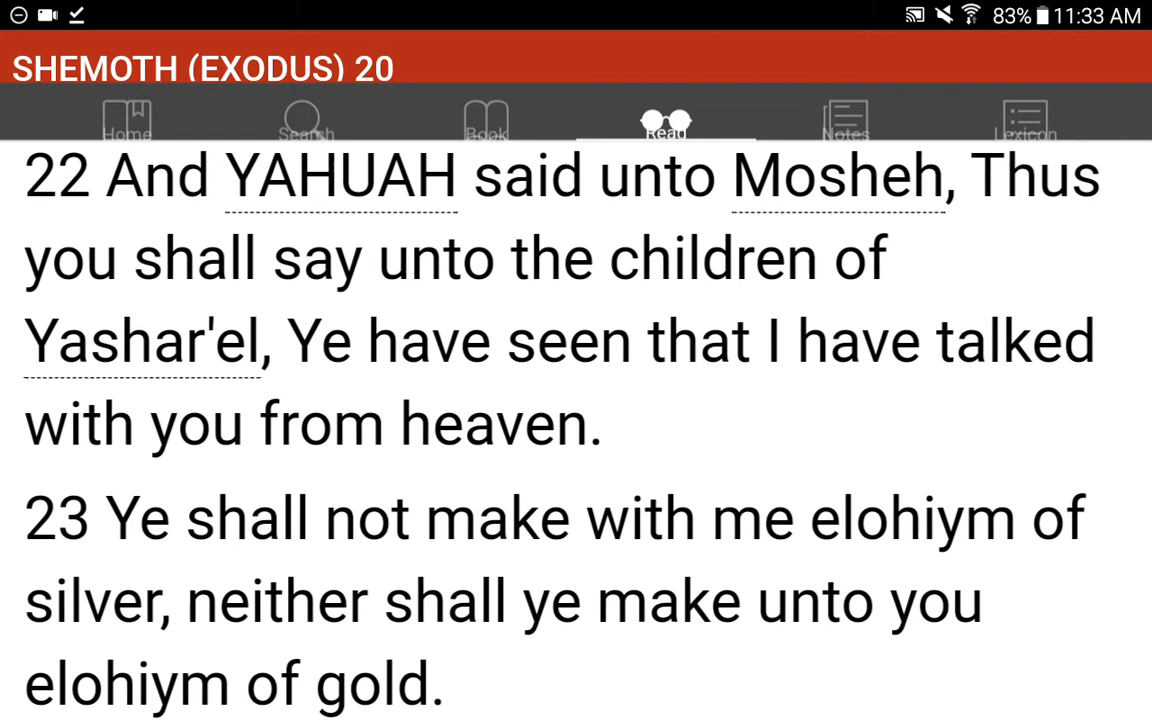 83% 11:33 AM
SHEMOTH (EXODUS) 20
Home Search Book Read Notes Lexicon
22 And YAHUAH said unto Mosheh, Thus
you shall say unto the children of
Yashar'el, Ye have seen that I have talked
with you from heaven.
23 Ye shall not make with me elohiym of
silver, neither shall ye make unto you
elohiym of gold.